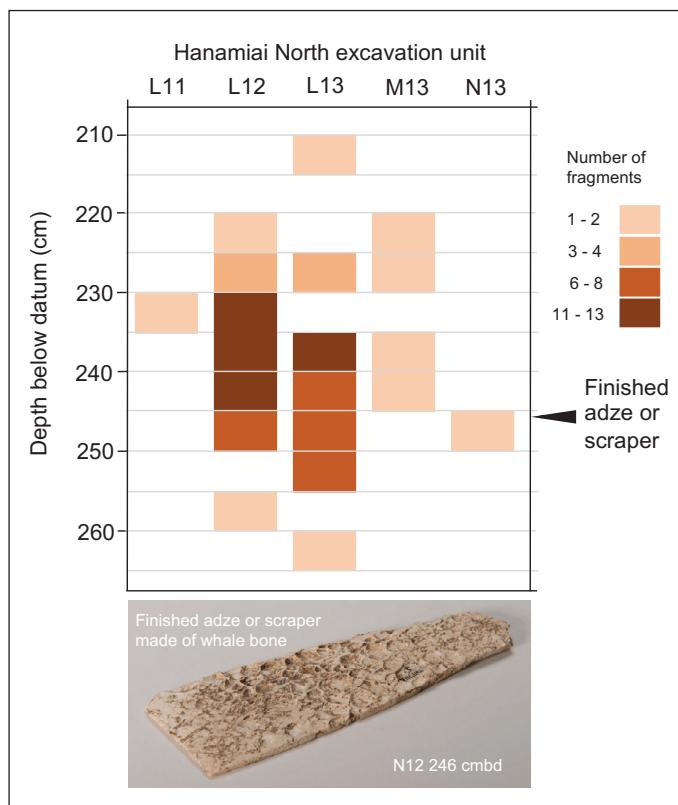 Hanamiai North excavation unit
L11 L12 L13 M13 N13
Depth below datum (cm)
210
220
230
240
250
260
Number of
fragments
1 - 2
3 - 4
6 - 8
11 - 13
Finished
adze or
scraper
Finished adze or scraper
made of whale bone
N12 246 cmbd